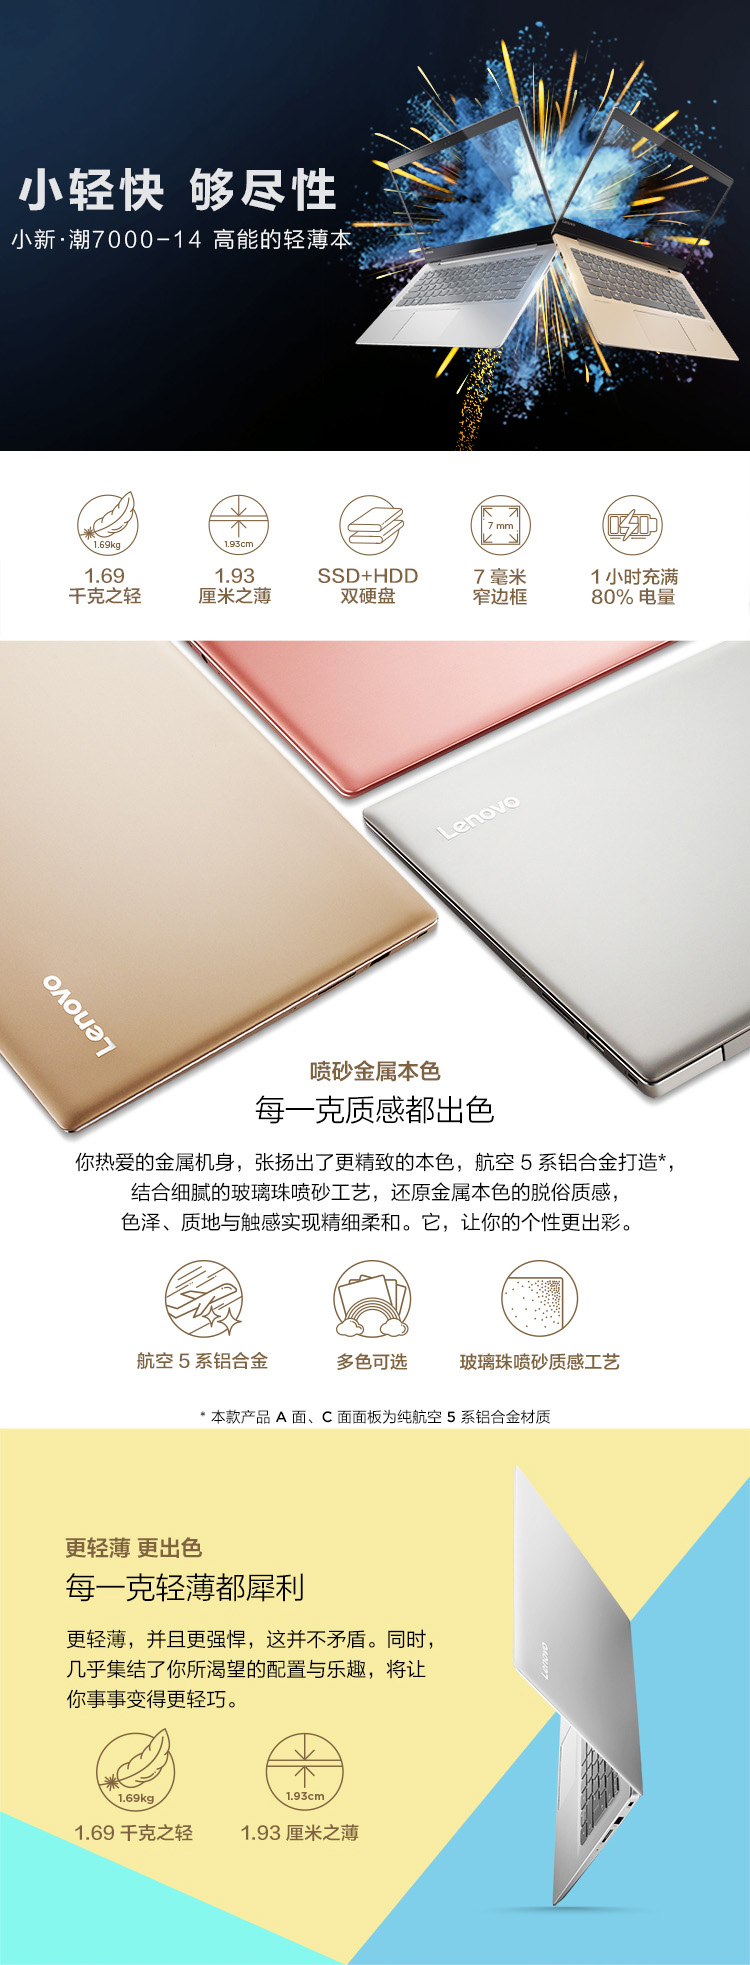 小轻快 够尽性
小新·潮7000-14 高能的轻薄本
1.69kg
1.93cm
7 mm
1.69
千克之轻
1.93
厘米之薄
SSD+HDD
双硬盘
7 毫米
窄边框
1 小时充满
80% 电量
Lenovo
Lenovo
喷砂金属本色
每一克质感都出色
你热爱的金属机身，张扬出了更精致的本色，航空 5 系铝合金打造*，
结合细腻的玻璃珠喷砂工艺，还原金属本色的脱俗质感，
色泽、质地与触感实现精细柔和。它，让你的个性更出彩。
航空 5 系铝合金
多色可选
玻璃珠喷砂质感工艺
* 本款产品 A 面、C 面面板为纯航空 5 系铝合金材质
更轻薄 更出色
每一克轻薄都犀利
更轻薄，并且更强悍，这并不矛盾。同时，
几乎集结了你所渴望的配置与乐趣，将让
你事事变得更轻巧。
Lenovo
1.69kg
1.93cm
1.69 千克之轻
1.93 厘米之薄